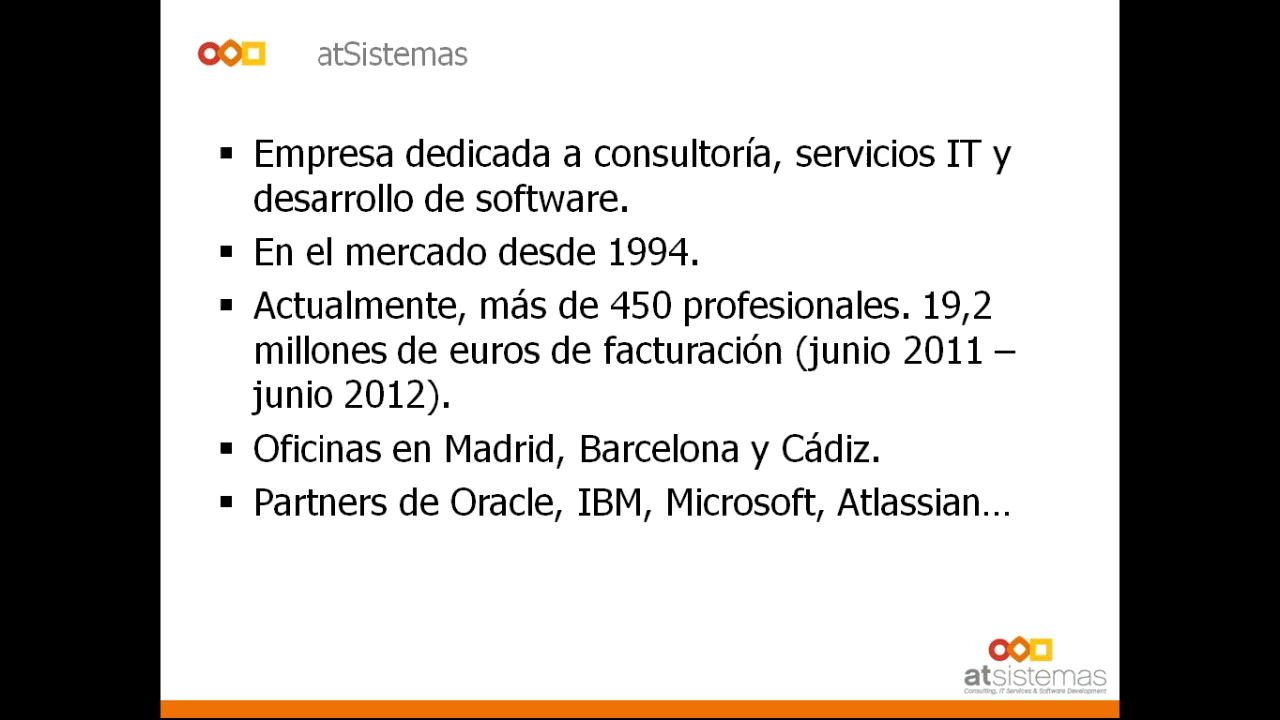 atSistemas
▪ Empresa dedicada a consultoría, servicios IT y
desarrollo de software.
▪ En el mercado desde 1994.
▪ Actualmente, más de 450 profesionales. 19,2
millones de euros de facturación (junio 2011 –
junio 2012).
▪ Oficinas en Madrid, Barcelona y Cádiz.
▪ Partners de Oracle, IBM, Microsoft, Atlassian...
atsistemas
Consulting, IT Services & Software Development